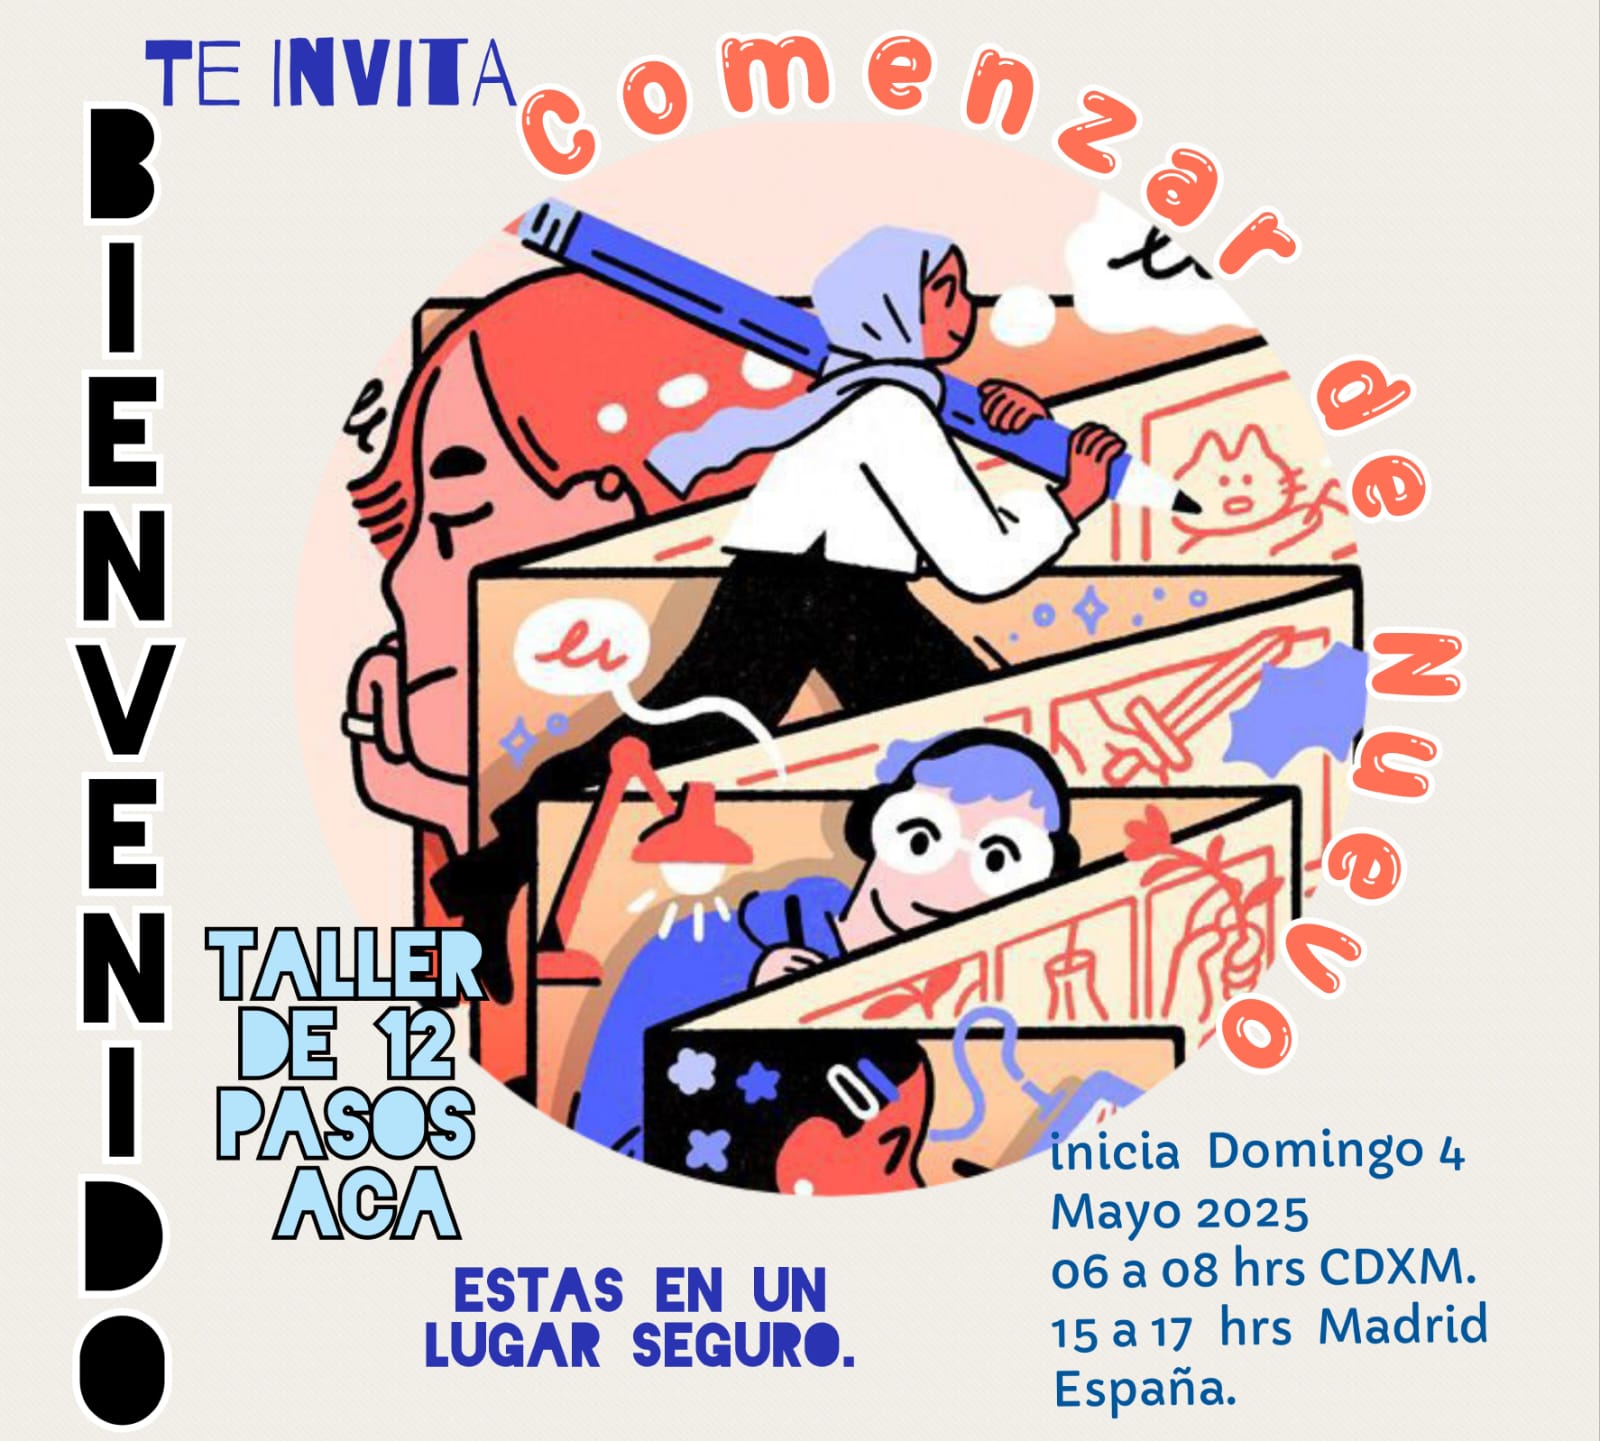 TE INVITA
Comenzar de Nuevo
BIENVENIDO
TALLER
DE 12
PASOS
ACA
ESTAS EN UN
LUGAR SEGURO.
inicia Domingo 4
Mayo 2025
06 a 08 hrs CDXM.
15 a 17 hrs Madrid
España.